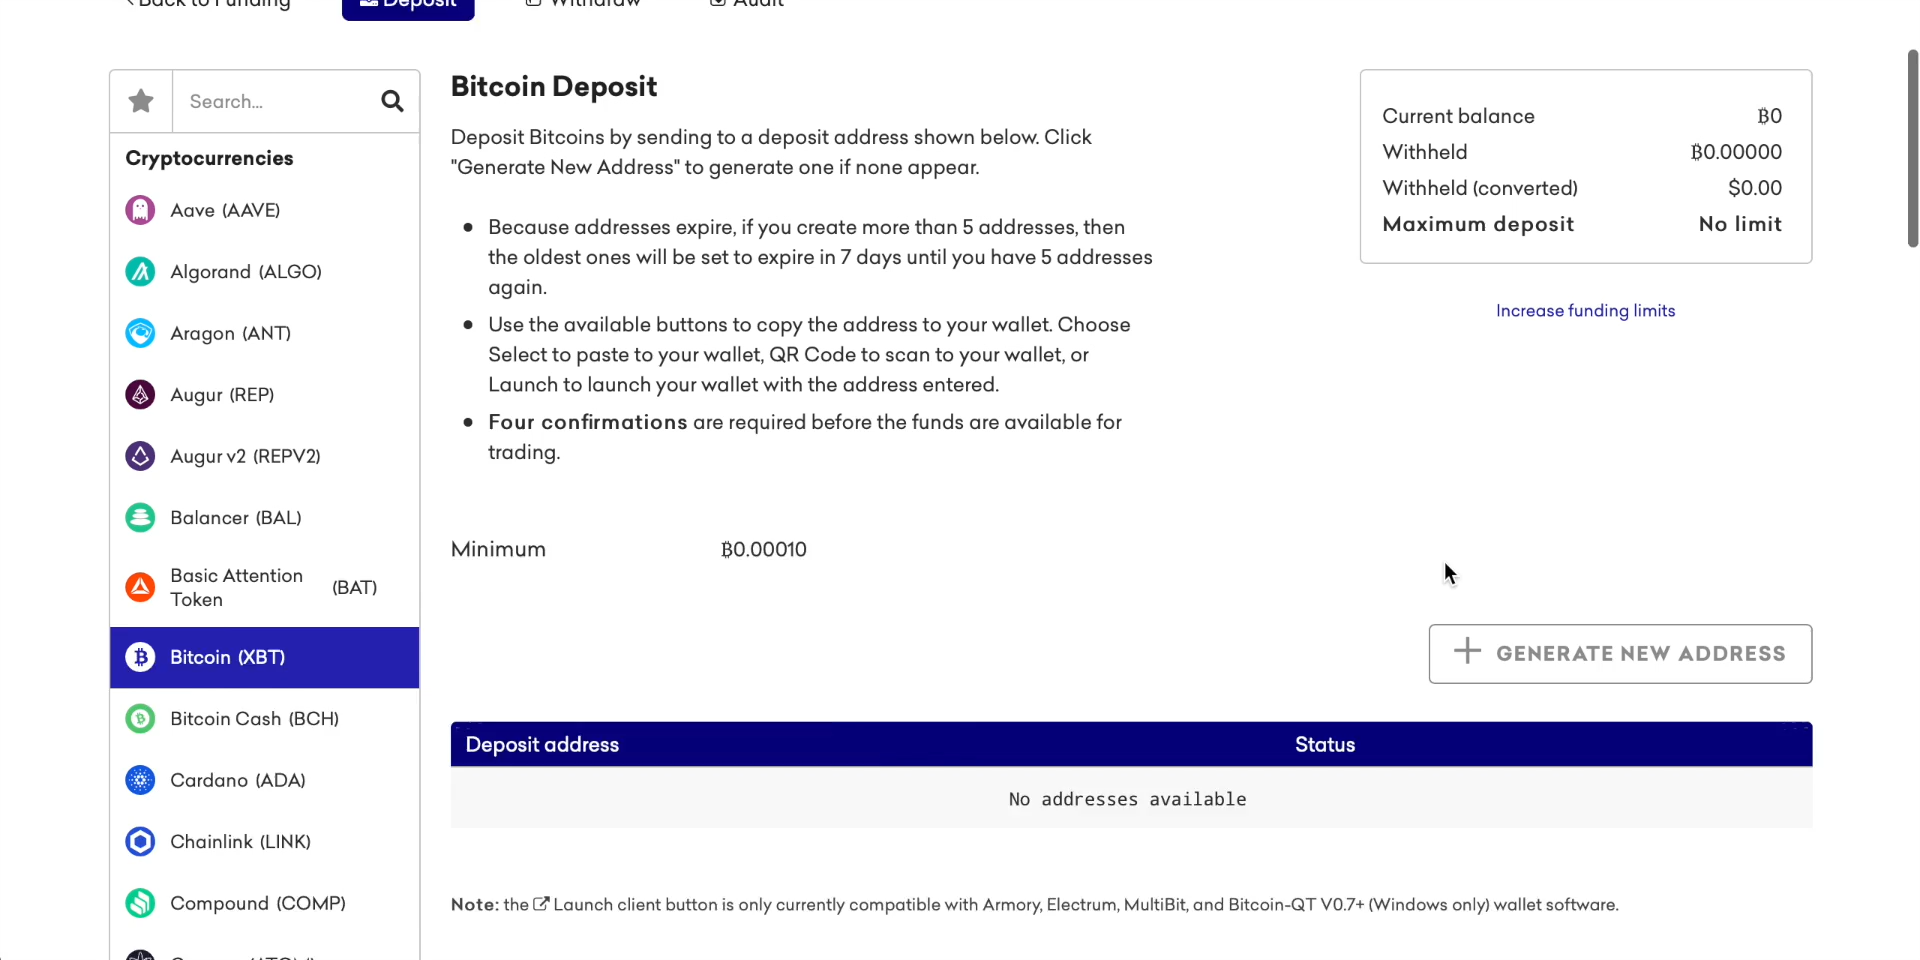 Back to Funding
Deposit
Withdraw
Audit
Search...
Cryptocurrencies
Aave (AAVE)
Algorand (ALGO)
Aragon (ANT)
Augur (REP)
Augur v2 (REPV2)
Balancer (BAL)
Basic Attention
Token
(BAT)
Bitcoin (XBT)
Bitcoin Cash (BCH)
Cardano (ADA)
Chainlink (LINK)
Compound (COMP)
Bitcoin Deposit
Deposit Bitcoins by sending to a deposit address shown below. Click
"Generate New Address" to generate one if none appear.
• Because addresses expire, if you create more than 5 addresses, then
the oldest ones will be set to expire in 7 days until you have 5 addresses
again.
• Use the available buttons to copy the address to your wallet. Choose
Select to paste to your wallet, QR Code to scan to your wallet, or
Launch to launch your wallet with the address entered.
• Four confirmations are required before the funds are available for
trading.
Minimum ₿0.00010
Current balance ₿0
Withheld ₿0.00000
Withheld (converted) $0.00
Maximum deposit No limit
Increase funding limits
+ GENERATE NEW ADDRESS
Deposit address Status
No addresses available
Note: the Launch client button is only currently compatible with Armory, Electrum, MultiBit, and Bitcoin-QT V0.7+ (Windows only) wallet software.